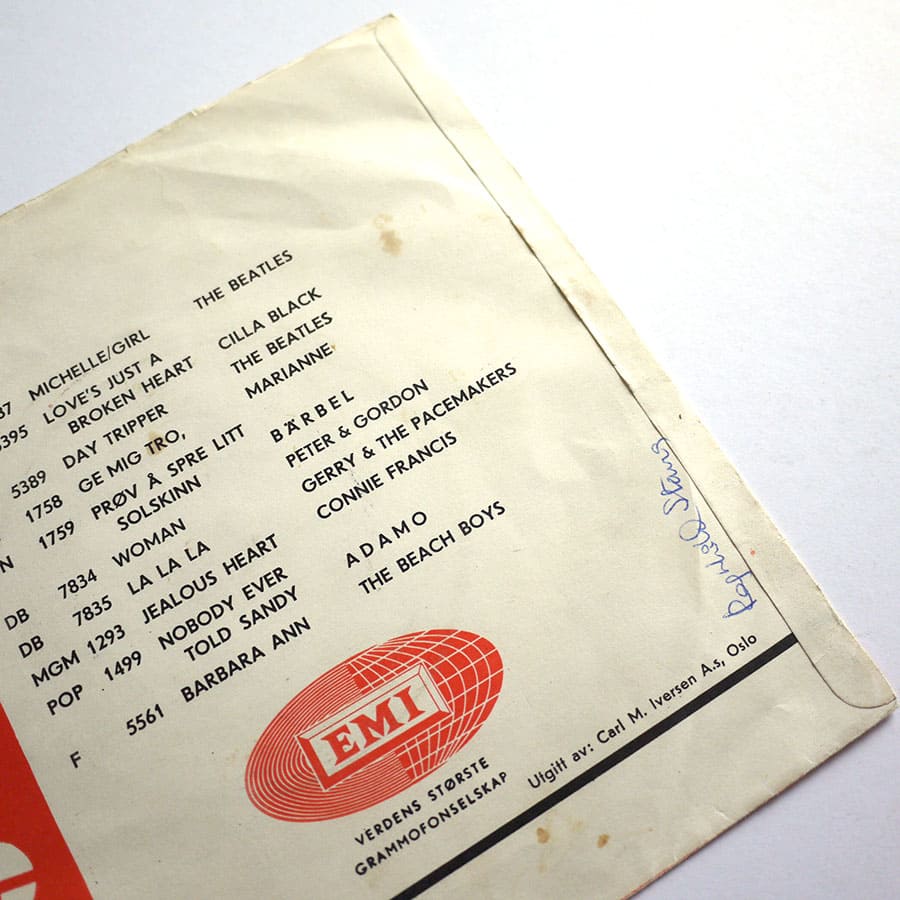 37 MICHELLE/GIRL THE BEATLES
395 LOVE'S JUST A
BROKEN HEART CILLA BLACK
5389 DAY TRIPPER THE BEATLES
1758 GE MIG TRO, MARIANNE
N 1759 PRØV Å SPRE LITT
SOLSKINN BÄRBEL
DB 7834 WOMAN PETER & GORDON
DB 7835 LA LA LA GERRY & THE PACEMAKERS
MGM 1293 JEALOUS HEART CONNIE FRANCIS
POP 1499 NOBODY EVER
TOLD SANDY ADAMO
F 5561 BARBARA ANN THE BEACH BOYS
EMI
VERDENS STØRSTE
GRAMMOFONSELSKAP
Utgitt av: Carl M. Iversen A.s, Oslo
Stang